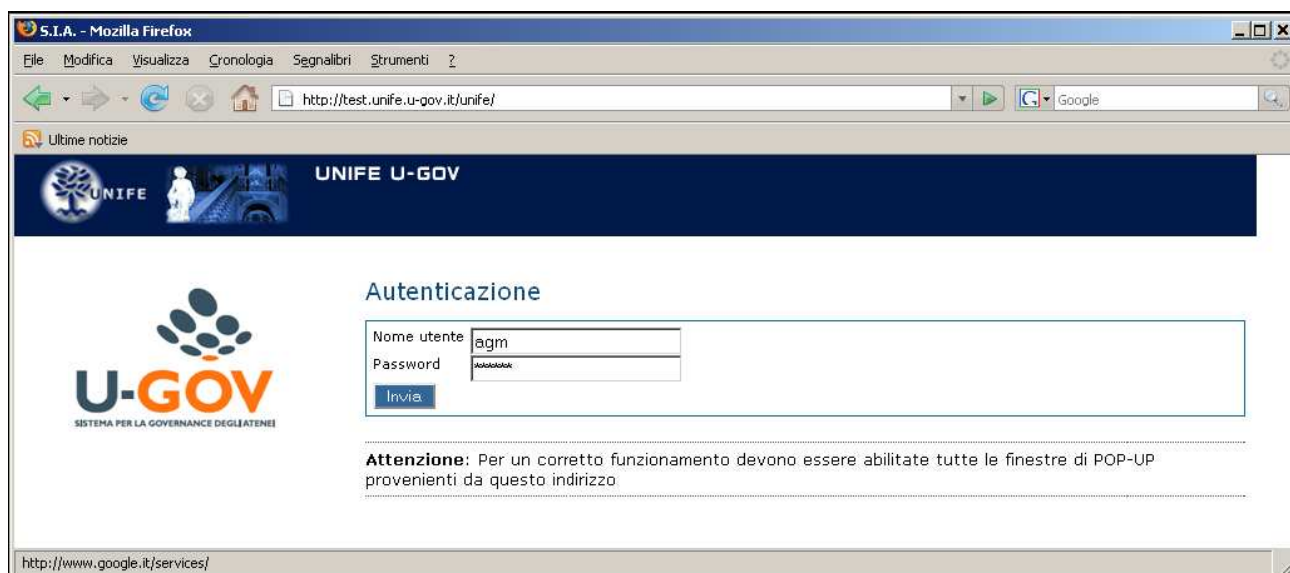 S.I.A. - Mozilla Firefox
File Modifica Visualizza Cronologia Segnalibri Strumenti ?
http://test.unife.u-gov.it/unife/
G Google
Ultime notizie
UNIFE
UNIFE U-GOV
Autenticazione
Nome utente agm
Password ******
Invia
U-GOV
SISTEMA PER LA GOVERNANCE DEGLI ATENEI
Attenzione: Per un corretto funzionamento devono essere abilitate tutte le finestre di POP-UP
provenienti da questo indirizzo
http://www.google.it/services/